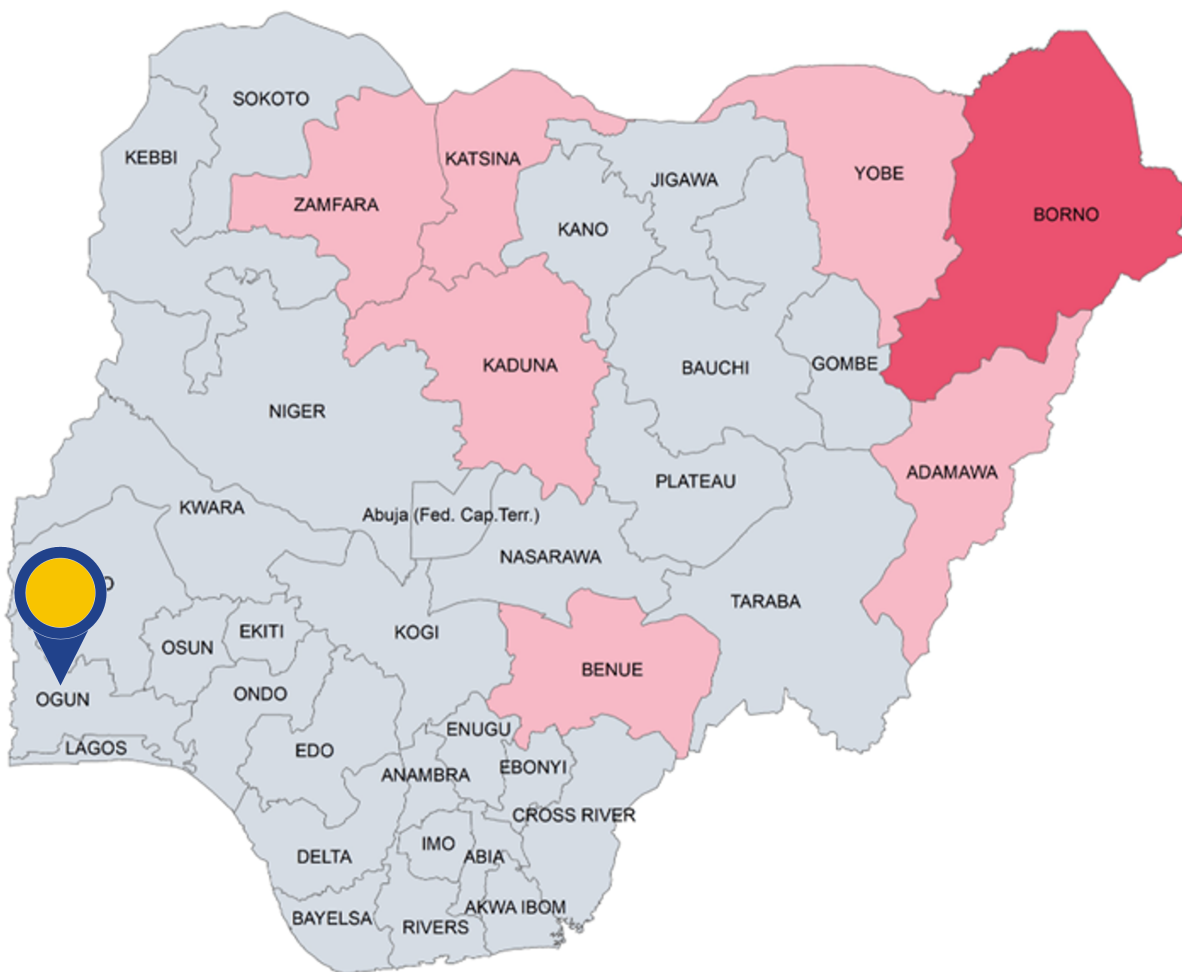 SOKOTO
KEBBI
KATSINA
ZAMFARA
JIGAWA
YOBE
KANO
BORNO
KADUNA
BAUCHI
GOMBE
NIGER
ADAMAWA
PLATEAU
KWARA
Abuja (Fed. Cap.Terr.)
NASARAWA
TARABA
OSUN
EKITI
KOGI
BENUE
OGUN
ONDO
ENUGU
LAGOS
EDO
EBONYI
ANAMBRA
CROSS RIVER
IMO
ABIA
DELTA
AKWA IBOM
BAYELSA
RIVERS